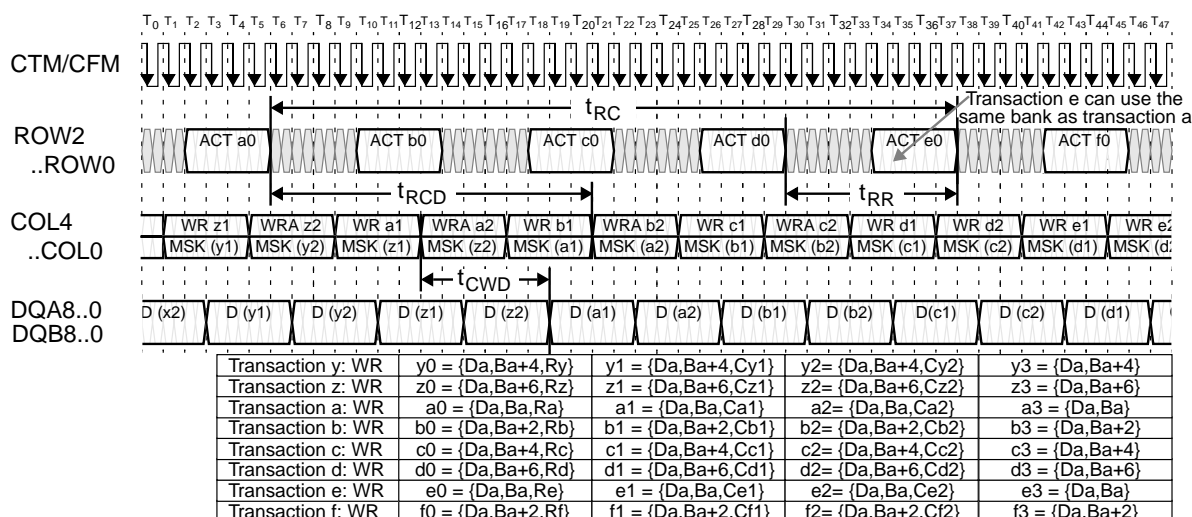 T0 T1 T2 T3 T4 T5 T6 T7 T8 T9 T10 T11 T12 T13 T14 T15 T16 T17 T18 T19 T20 T21 T22 T23 T24 T25 T26 T27 T28 T29 T30 T31 T32 T33 T34 T35 T36 T37 T38 T39 T40 T41 T42 T43 T44 T45 T46 T47
CTM/CFM
tRC
Transaction e can use the
same bank as transaction a
ROW2
..ROW0
ACT a0 ACT b0 ACT c0 ACT d0 ACT e0 ACT f0
tRCD
tRR
COL4
..COL0
WR z1 WRA z2 WR a1 WRA a2 WR b1 WRA b2 WR c1 WRA c2 WR d1 WR d2 WR e1 WR e2
MSK (y1) MSK (y2) MSK (z1) MSK (z2) MSK (a1) MSK (a2) MSK (b1) MSK (b2) MSK (c1) MSK (c2) MSK (d1) MSK (d2
tCWD
DQA8..0
DQB8..0
D (x2) D (y1) D (y2) D (z1) D (z2) D (a1) D (a2) D (b1) D (b2) D(c1) D (c2) D (d1)
Transaction y: WR y0 = {Da,Ba+4,Ry} y1 = {Da,Ba+4,Cy1} y2= {Da,Ba+4,Cy2} y3 = {Da,Ba+4}
Transaction z: WR z0 = {Da,Ba+6,Rz} z1 = {Da,Ba+6,Cz1} z2= {Da,Ba+6,Cz2} z3 = {Da,Ba+6}
Transaction a: WR a0 = {Da,Ba,Ra} a1 = {Da,Ba,Ca1} a2= {Da,Ba,Ca2} a3 = {Da,Ba}
Transaction b: WR b0 = {Da,Ba+2,Rb} b1 = {Da,Ba+2,Cb1} b2= {Da,Ba+2,Cb2} b3 = {Da,Ba+2}
Transaction c: WR c0 = {Da,Ba+4,Rc} c1 = {Da,Ba+4,Cc1} c2= {Da,Ba+4,Cc2} c3 = {Da,Ba+4}
Transaction d: WR d0 = {Da,Ba+6,Rd} d1 = {Da,Ba+6,Cd1} d2= {Da,Ba+6,Cd2} d3 = {Da,Ba+6}
Transaction e: WR e0 = {Da,Ba,Re} e1 = {Da,Ba,Ce1} e2= {Da,Ba,Ce2} e3 = {Da,Ba}
Transaction f: WR f0 = {Da,Ba+2,Rf} f1 = {Da,Ba+2,Cf1} f2= {Da,Ba+2,Cf2} f3 = {Da,Ba+2}